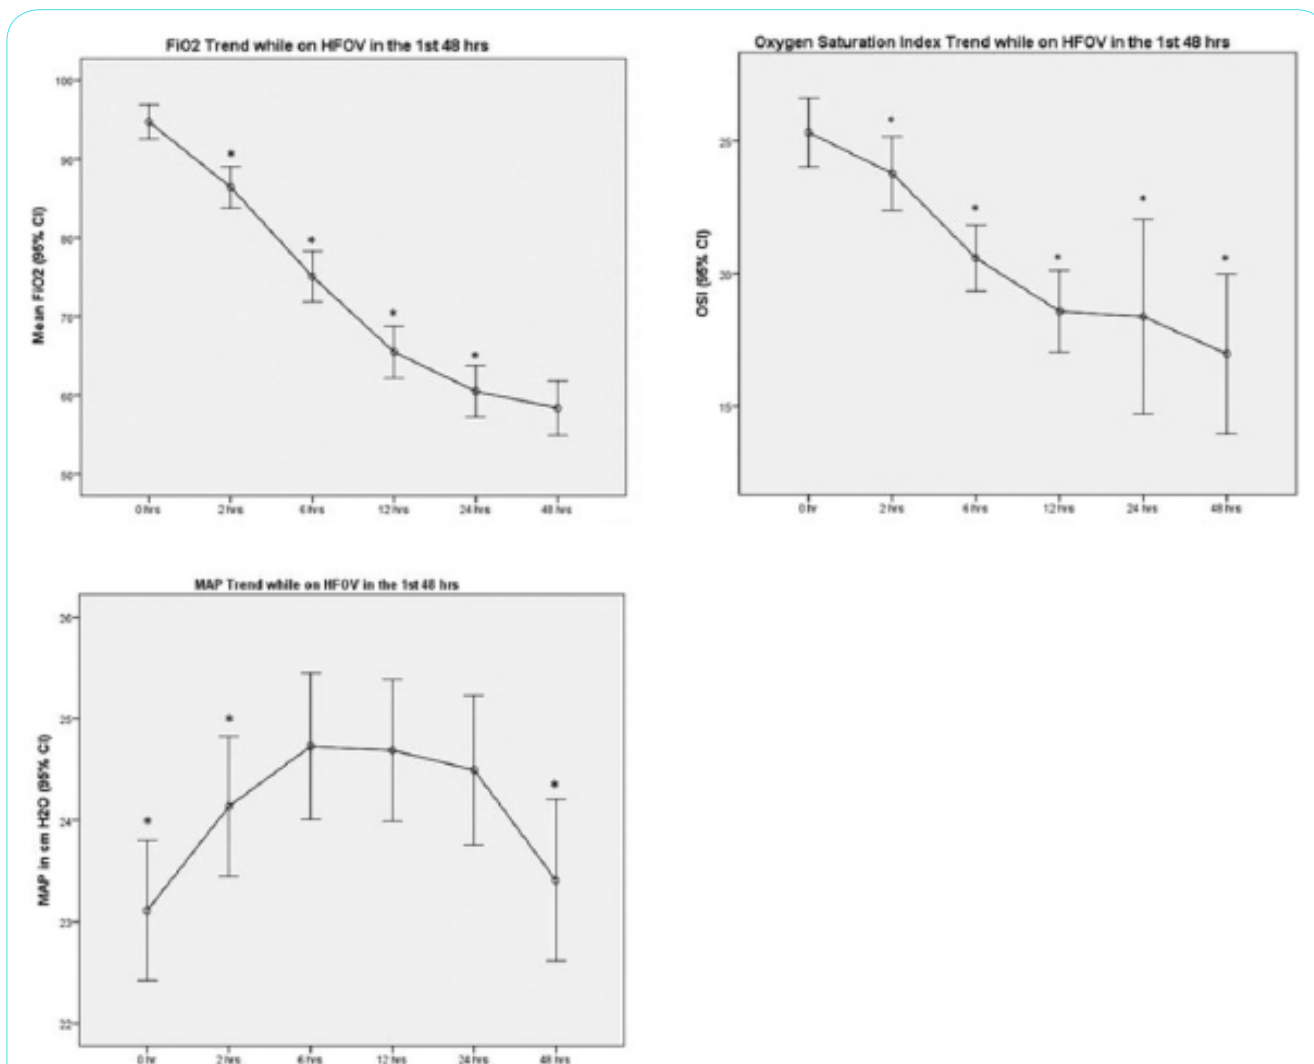 FiO2 Trend while on HFOV in the 1st 48 hrs
Mean FiO2 (95% CI)
100
90
80
70
60
50
*
*
*
*
0 hrs
2 hrs
6 hrs
12 hrs
24 hrs
48 hrs
Oxygen Saturation Index Trend while on HFOV in the 1st 48 hrs
OSI (95% CI)
25
20
15
*
*
*
*
*
0 hr
2 hrs
6 hrs
12 hrs
24 hrs
48 hrs
MAP Trend while on HFOV in the 1st 48 hrs
MAP in cm H2O (95% CI)
26
25
24
23
22
*
*
*
0 hr
2 hrs
6 hrs
12 hrs
24 hrs
48 hrs